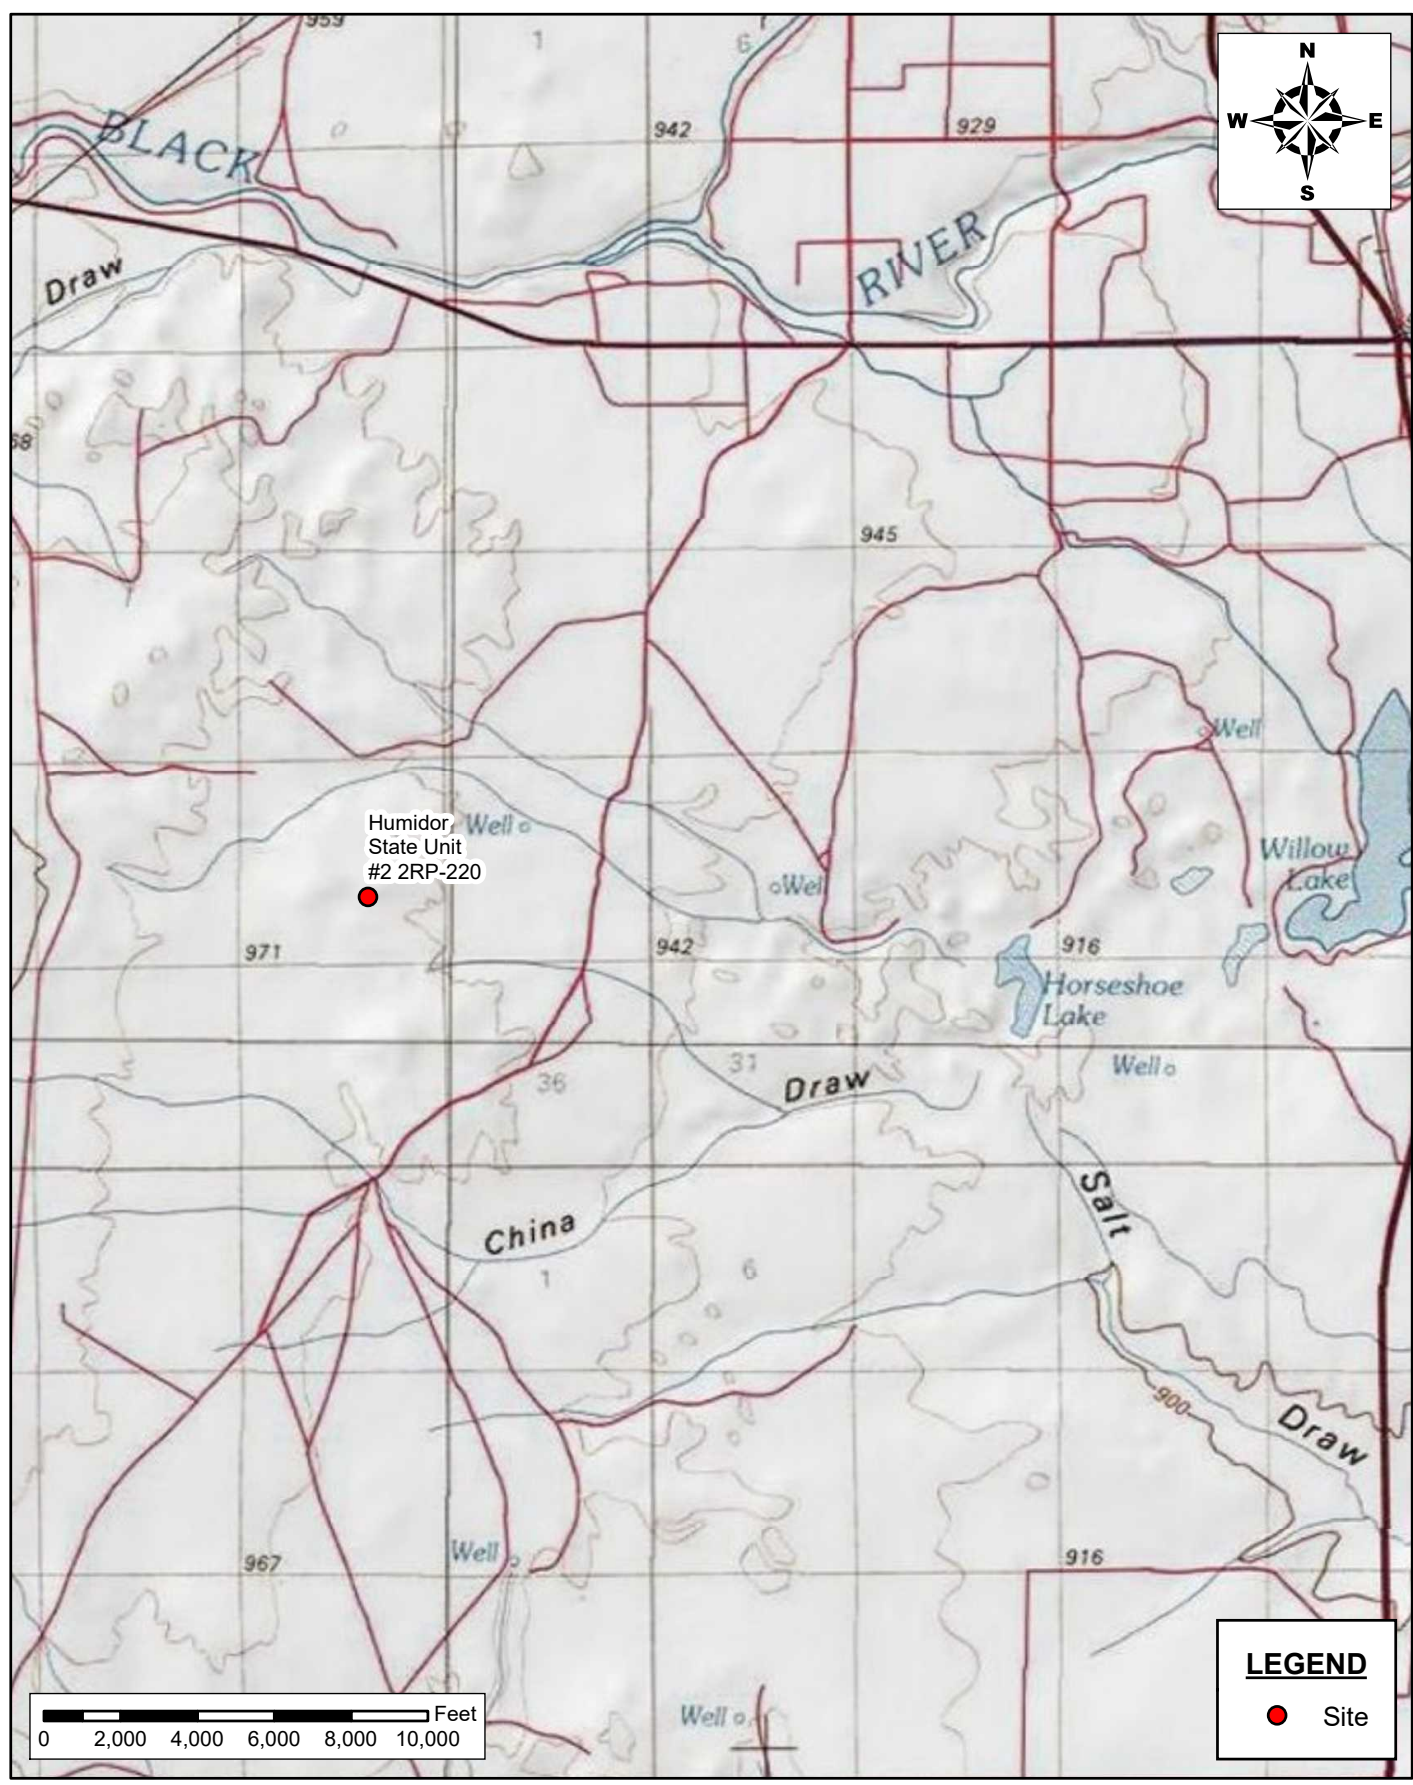 959
1
6
N
W
E
S
BLACK
942
929
RIVER
Draw
68
945
Well
Humidor
State Unit
#2 2RP-220
Well
Willow
Lake
Wel
971
942
916
Horseshoe
Lake
36
31
Draw
Well
China
Salt
1
6
900
Draw
Well
967
916
Well
LEGEND
Site
Feet
0
2,000
4,000
6,000
8,000
10,000